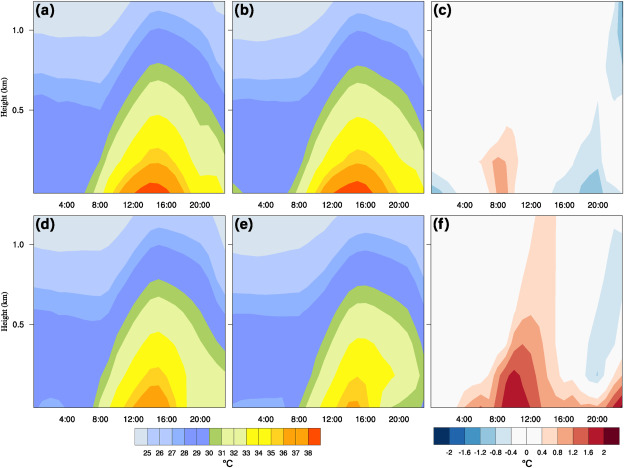 (a) (b) (c)
Height (km)
1.0
0.5
4:00 8:00 12:00 16:00 20:00 4:00 8:00 12:00 16:00 20:00 4:00 8:00 12:00 16:00 20:00
(d) (e) (f)
Height (km)
1.0
0.5
4:00 8:00 12:00 16:00 20:00 4:00 8:00 12:00 16:00 20:00 4:00 8:00 12:00 16:00 20:00
25 26 27 28 29 30 31 32 33 34 35 36 37 38
°C
-2 -1.6 -1.2 -0.8 -0.4 0 0.4 0.8 1.2 1.6 2
°C